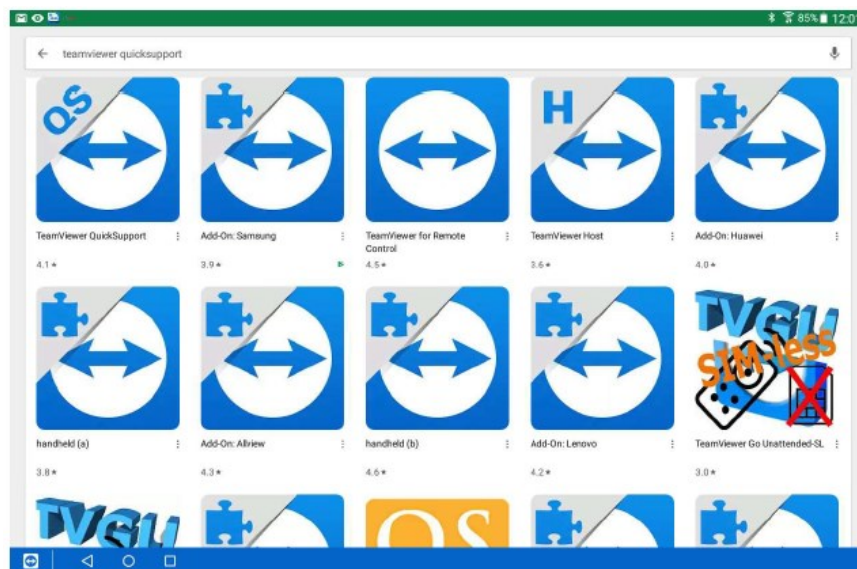 85% 12:0
teamviewer quicksupport
QS
H
TeamViewer QuickSupport
Add-On: Samsung
TeamViewer for Remote
Control
TeamViewer Host
Add-On: Huawei
4.1★
3.9★
4.5★
3.6★
4.0★
TVGU
SIM-less
handheld (a)
Add-On: Allview
handheld (b)
Add-On: Lenovo
TeamViewer Go Unattended-SL
3.8★
4.3★
4.6★
4.2★
3.0★
TVGU
QS